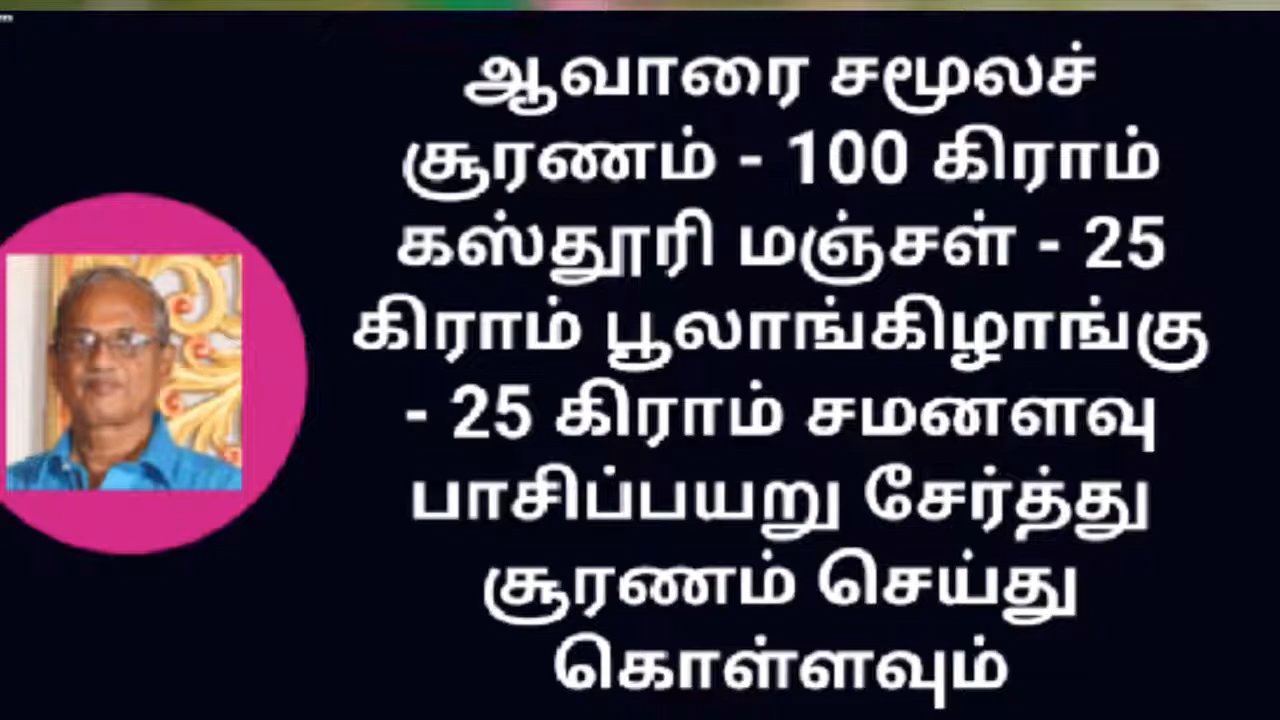 ஆவாரை சமூலச்
சூரணம் - 100 கிராம்
கஸ்தூரி மஞ்சள் - 25
கிராம் பூலாங்கிழாங்கு
- 25 கிராம் சமனளவு
பாசிப்பயறு சேர்த்து
சூரணம் செய்து
கொள்ளவும்